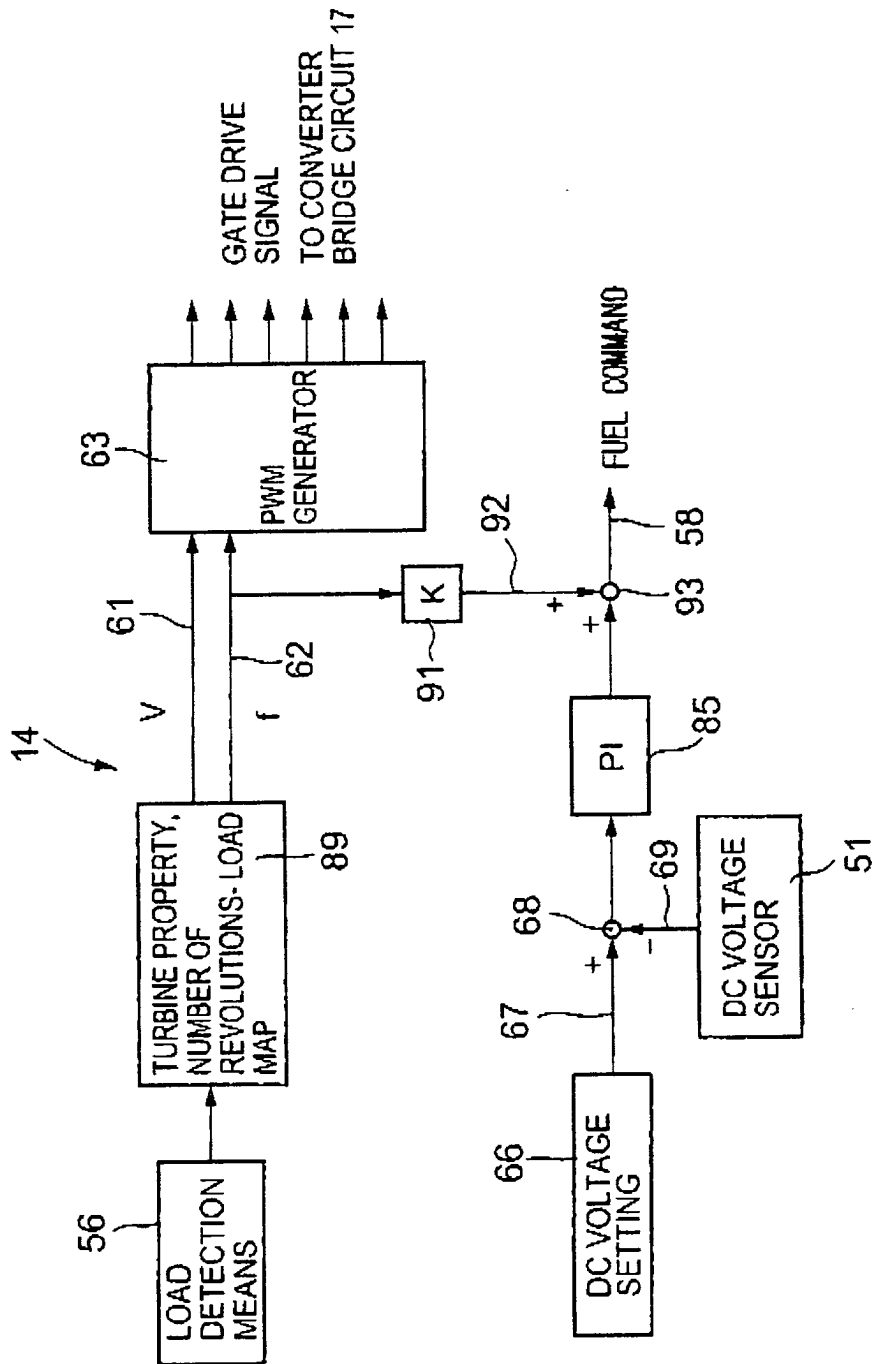 14
56
LOAD
DETECTION
MEANS
TURBINE PROPERTY,
NUMBER OF
REVOLUTIONS-LOAD
MAP
89
V
61
f
62
63
PWM
GENERATOR
GATE DRIVE
SIGNAL
TO CONVERTER
BRIDGE CIRCUIT 17
K
91
92
+
+
93
58
FUEL COMMAND
66
DC VOLTAGE
SETTING
67
+
68
-
69
DC VOLTAGE
SENSOR
51
PI
85